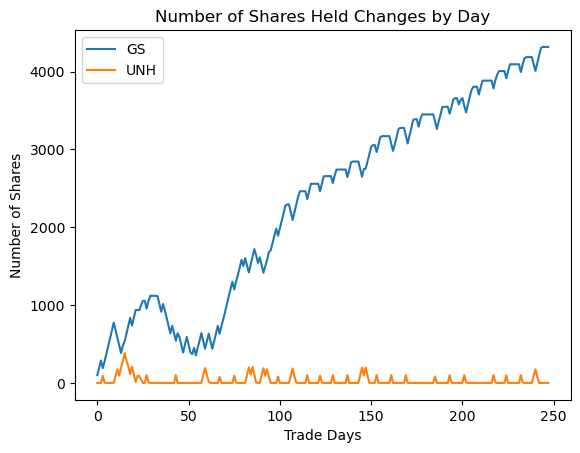 Number of Shares Held Changes by Day
GS
UNH
Number of Shares
4000
3000
2000
1000
0
0 50 100 150 200 250
Trade Days